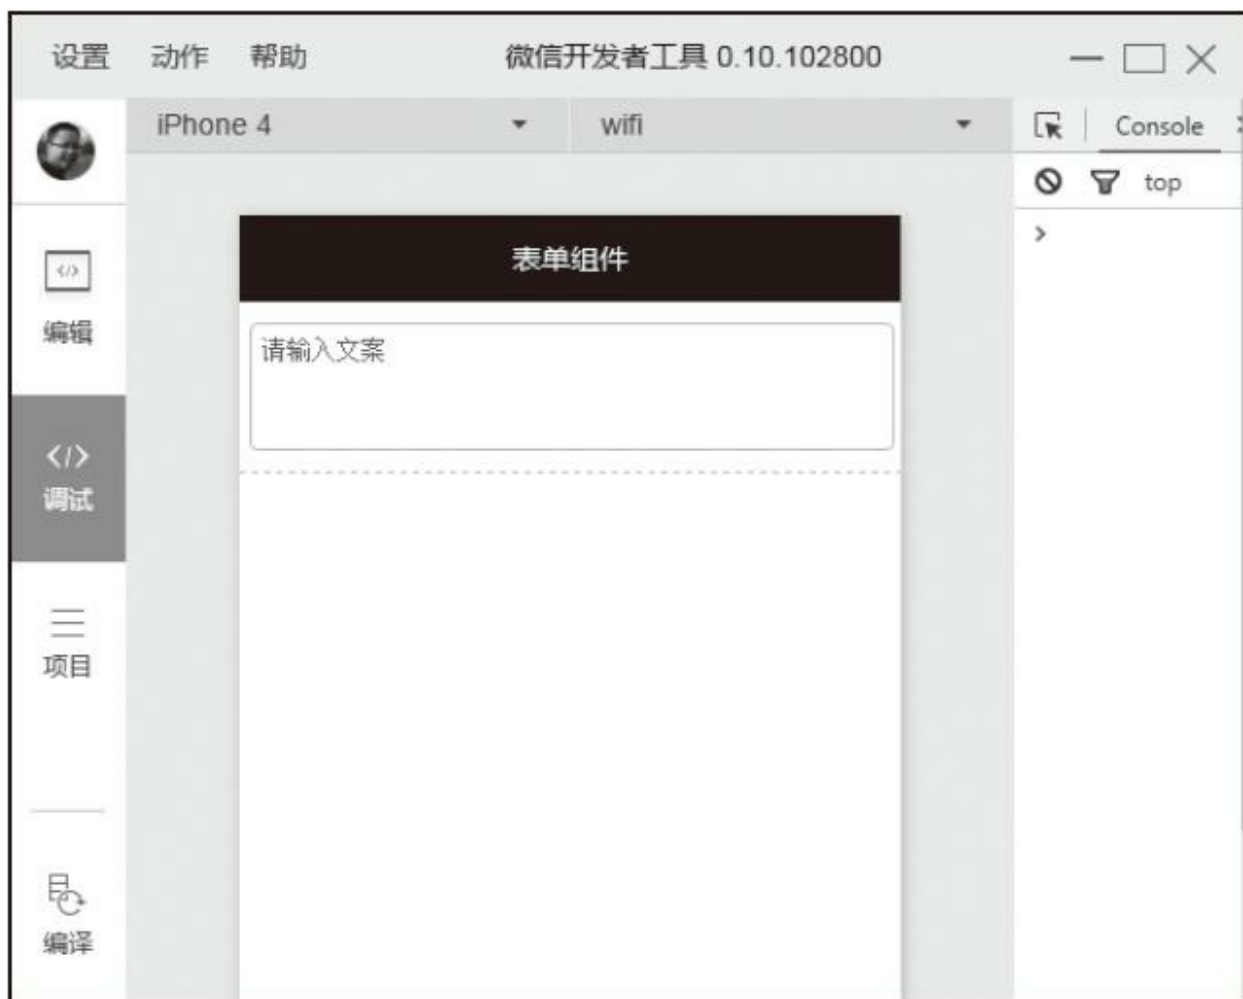 设置 动作 帮助 微信开发者工具 0.10.102800
iPhone 4 wifi Console
top
表单组件
请输入文案
</> 编辑
</> 调试
项目
编译